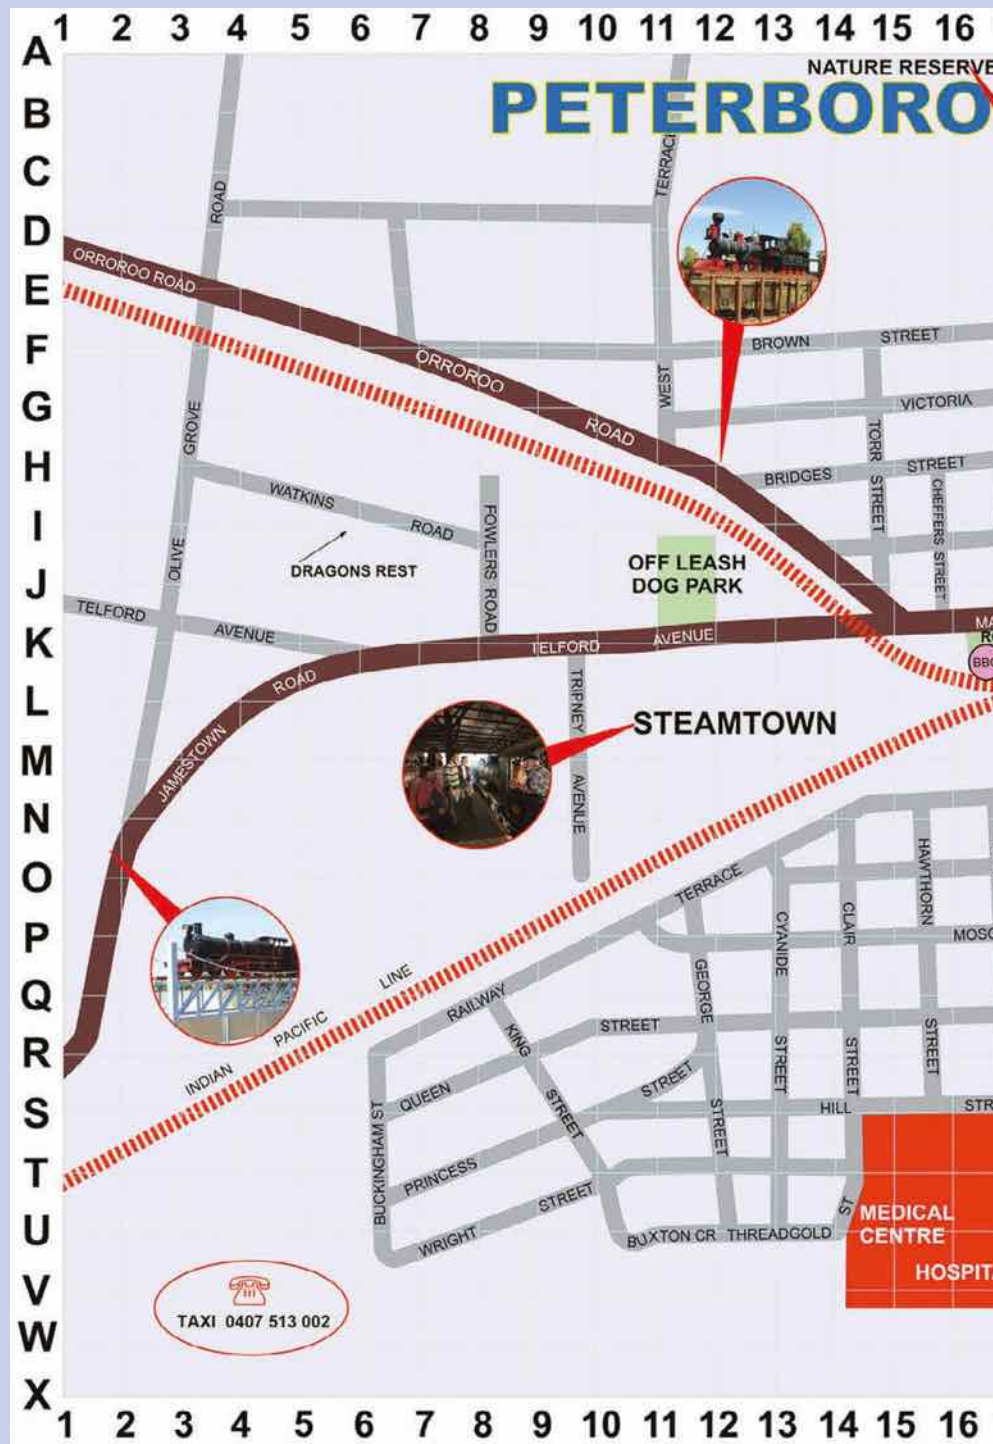 1 2 3 4 5 6 7 8 9 10 11 12 13 14 15 16
A
B
C
D
E
F
G
H
I
J
K
L
M
N
O
P
Q
R
S
T
U
V
W
X
NATURE RESERVE
PETERBORO
TERRACE
ROAD
ORROROO ROAD
BROWN STREET
ORROROO
WEST
VICTORIA
GROVE
ROAD
TORR
BRIDGES STREET
WATKINS
STREET
CHEFFERS STREET
ROAD
FOWLERS ROAD
OLIVE
DRAGONS REST
OFF LEASH
DOG PARK
TELFORD
AVENUE
TELFORD
AVENUE
MA
BBQ
ROAD
TRIPNEY
STEAMTOWN
JAMESTOWN
AVENUE
HAWTHORN
TERRACE
CYANIDE
CLAIR
MOSC
GEORGE
LINE
RAILWAY
PACIFIC
STREET
KING
INDIAN
STREET
STREET
STREET
STREET
QUEEN
STREET
STREET
HILL
STR
BUCKINGHAM ST
PRINCESS
STREET
WRIGHT
ST
BUXTON CR
THREADGOLD
MEDICAL
CENTRE
HOSPITA
TAXI 0407 513 002
1 2 3 4 5 6 7 8 9 10 11 12 13 14 15 16